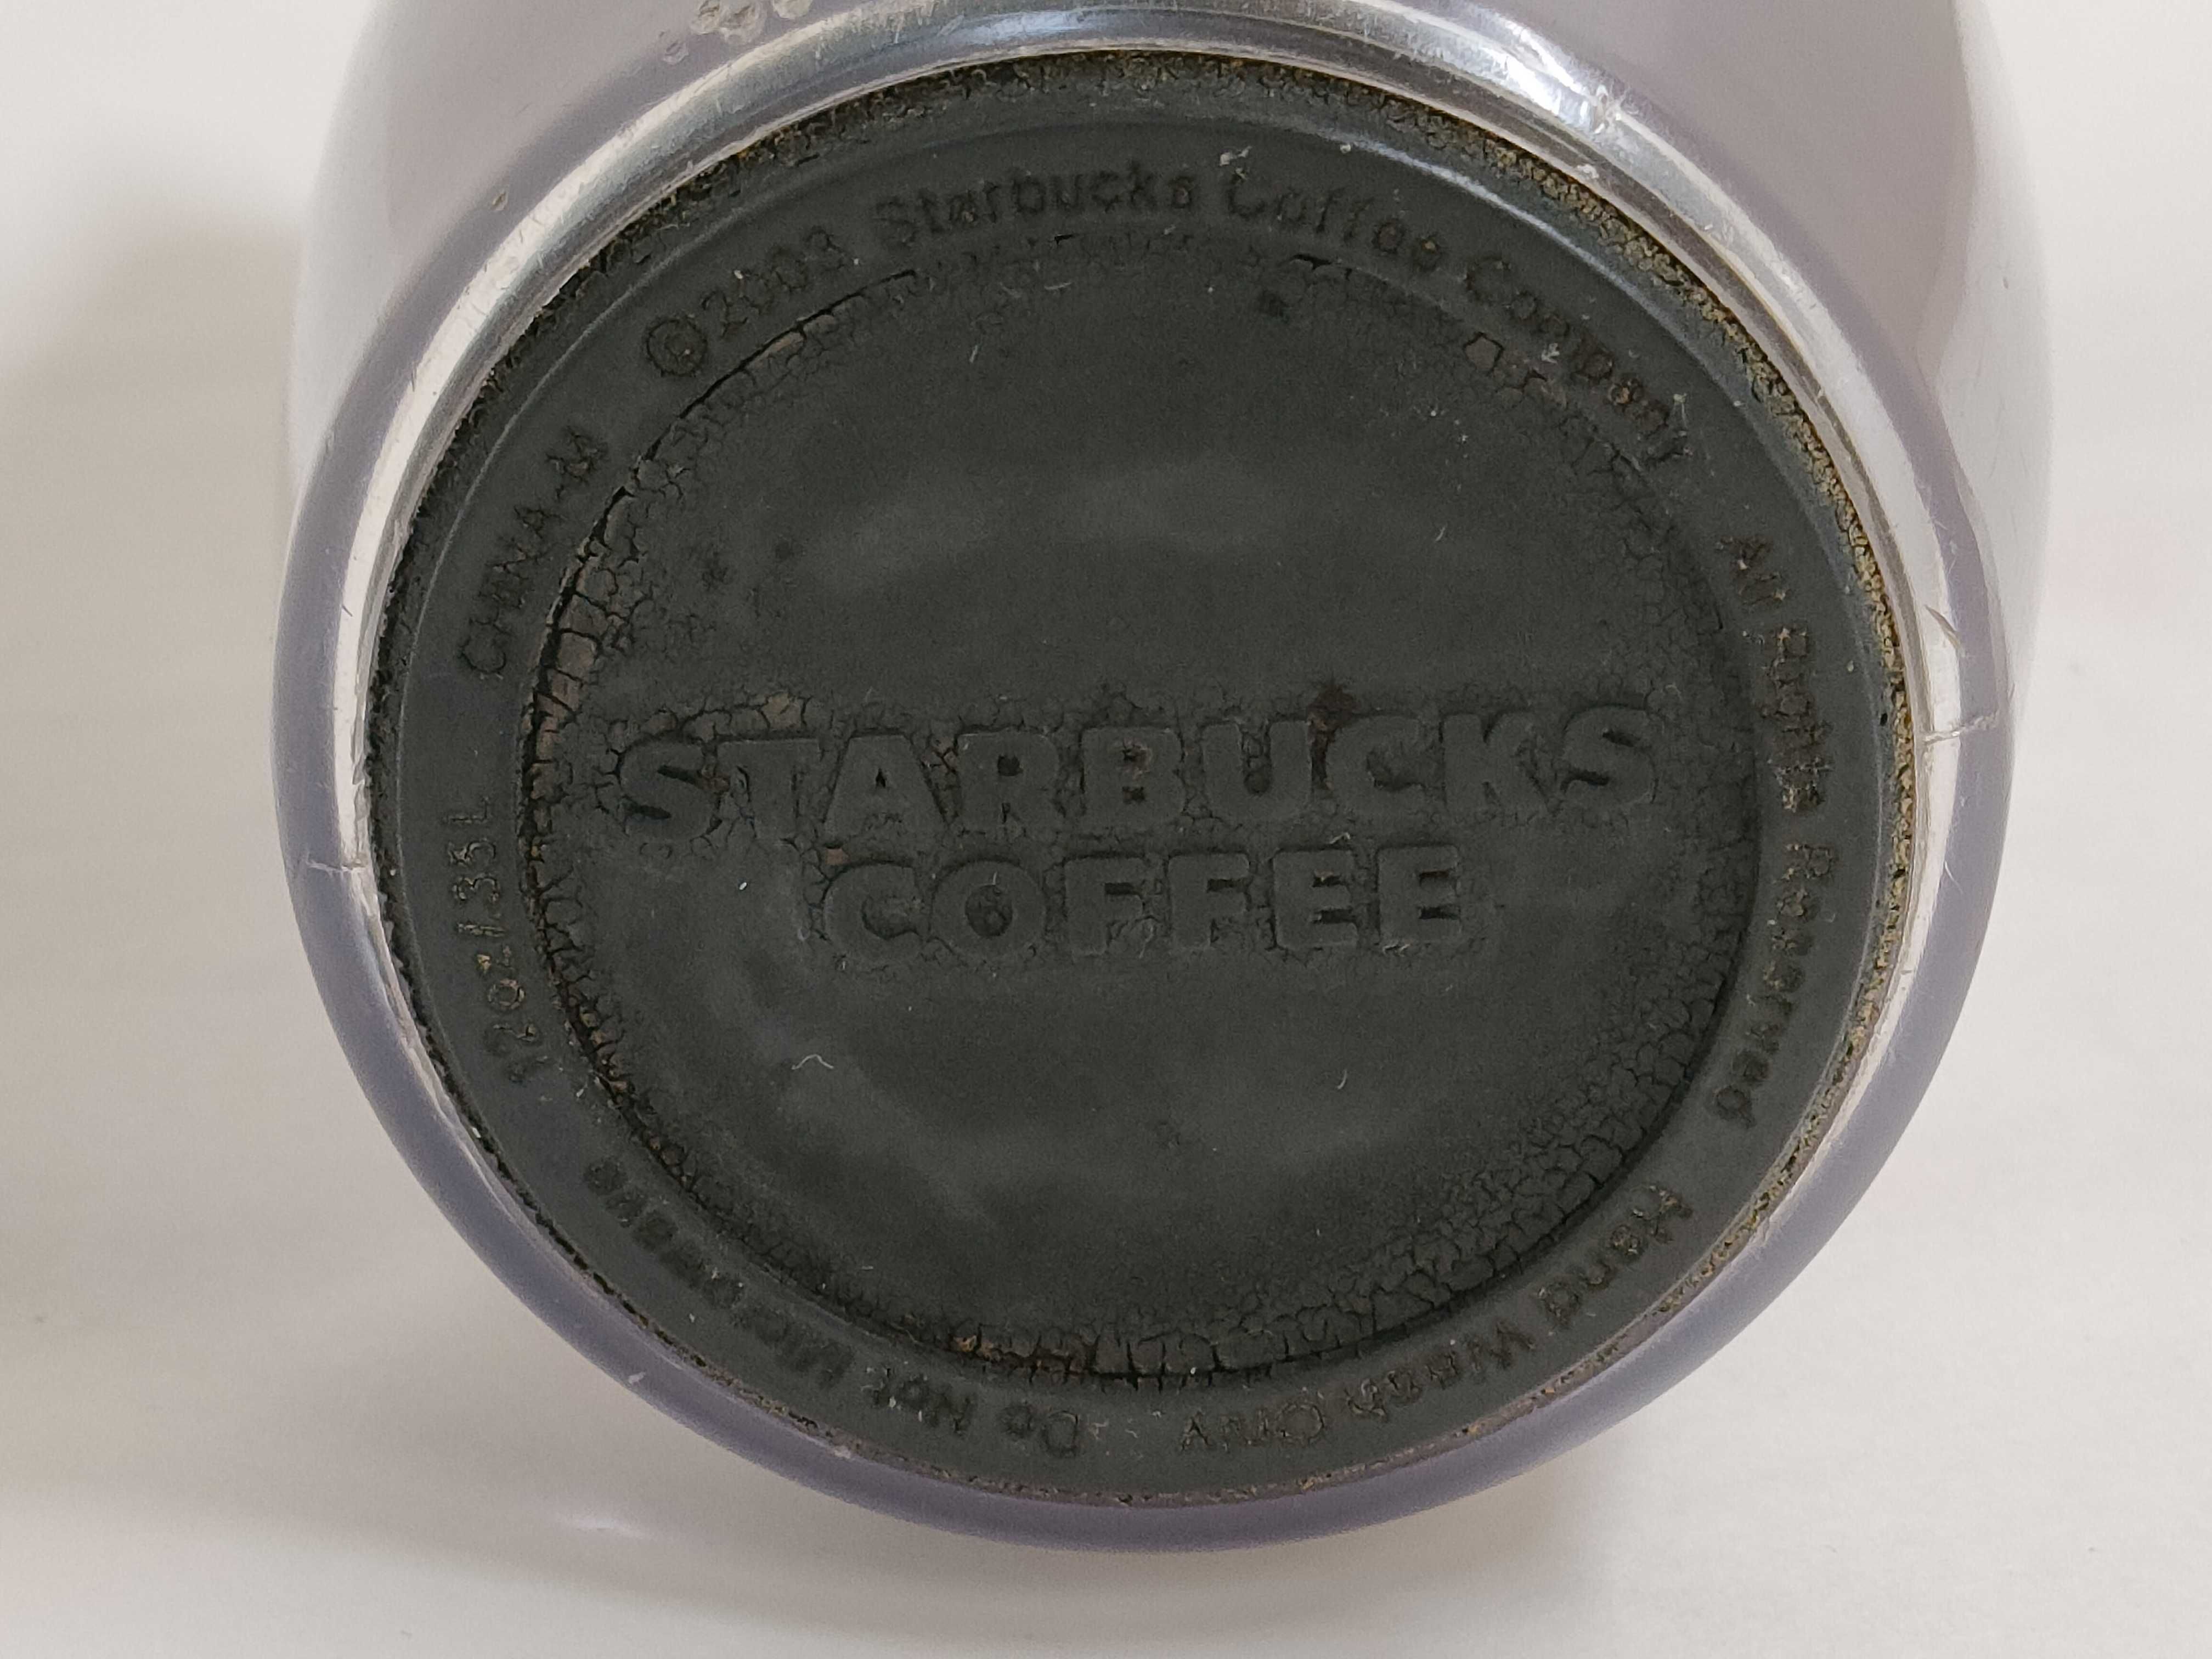 ©2003 Starbucks Coffee Company
All Rights Reserved
Hand Wash Only
Do Not Microwave
12oz/.35L
CHINA-M
STARBUCKS
COFFEE